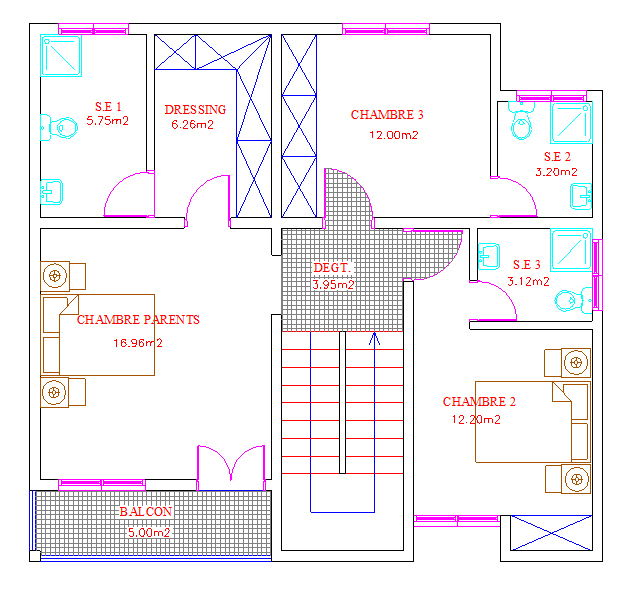 S.E 1
5.75m2
DRESSING
6.26m2
CHAMBRE 3
12.00m2
S.E 2
3.20m2
DEGT.
3.95m2
S.E 3
3.12m2
CHAMBRE PARENTS
16.96m2
CHAMBRE 2
12.20m2
BALCON
5.00m2